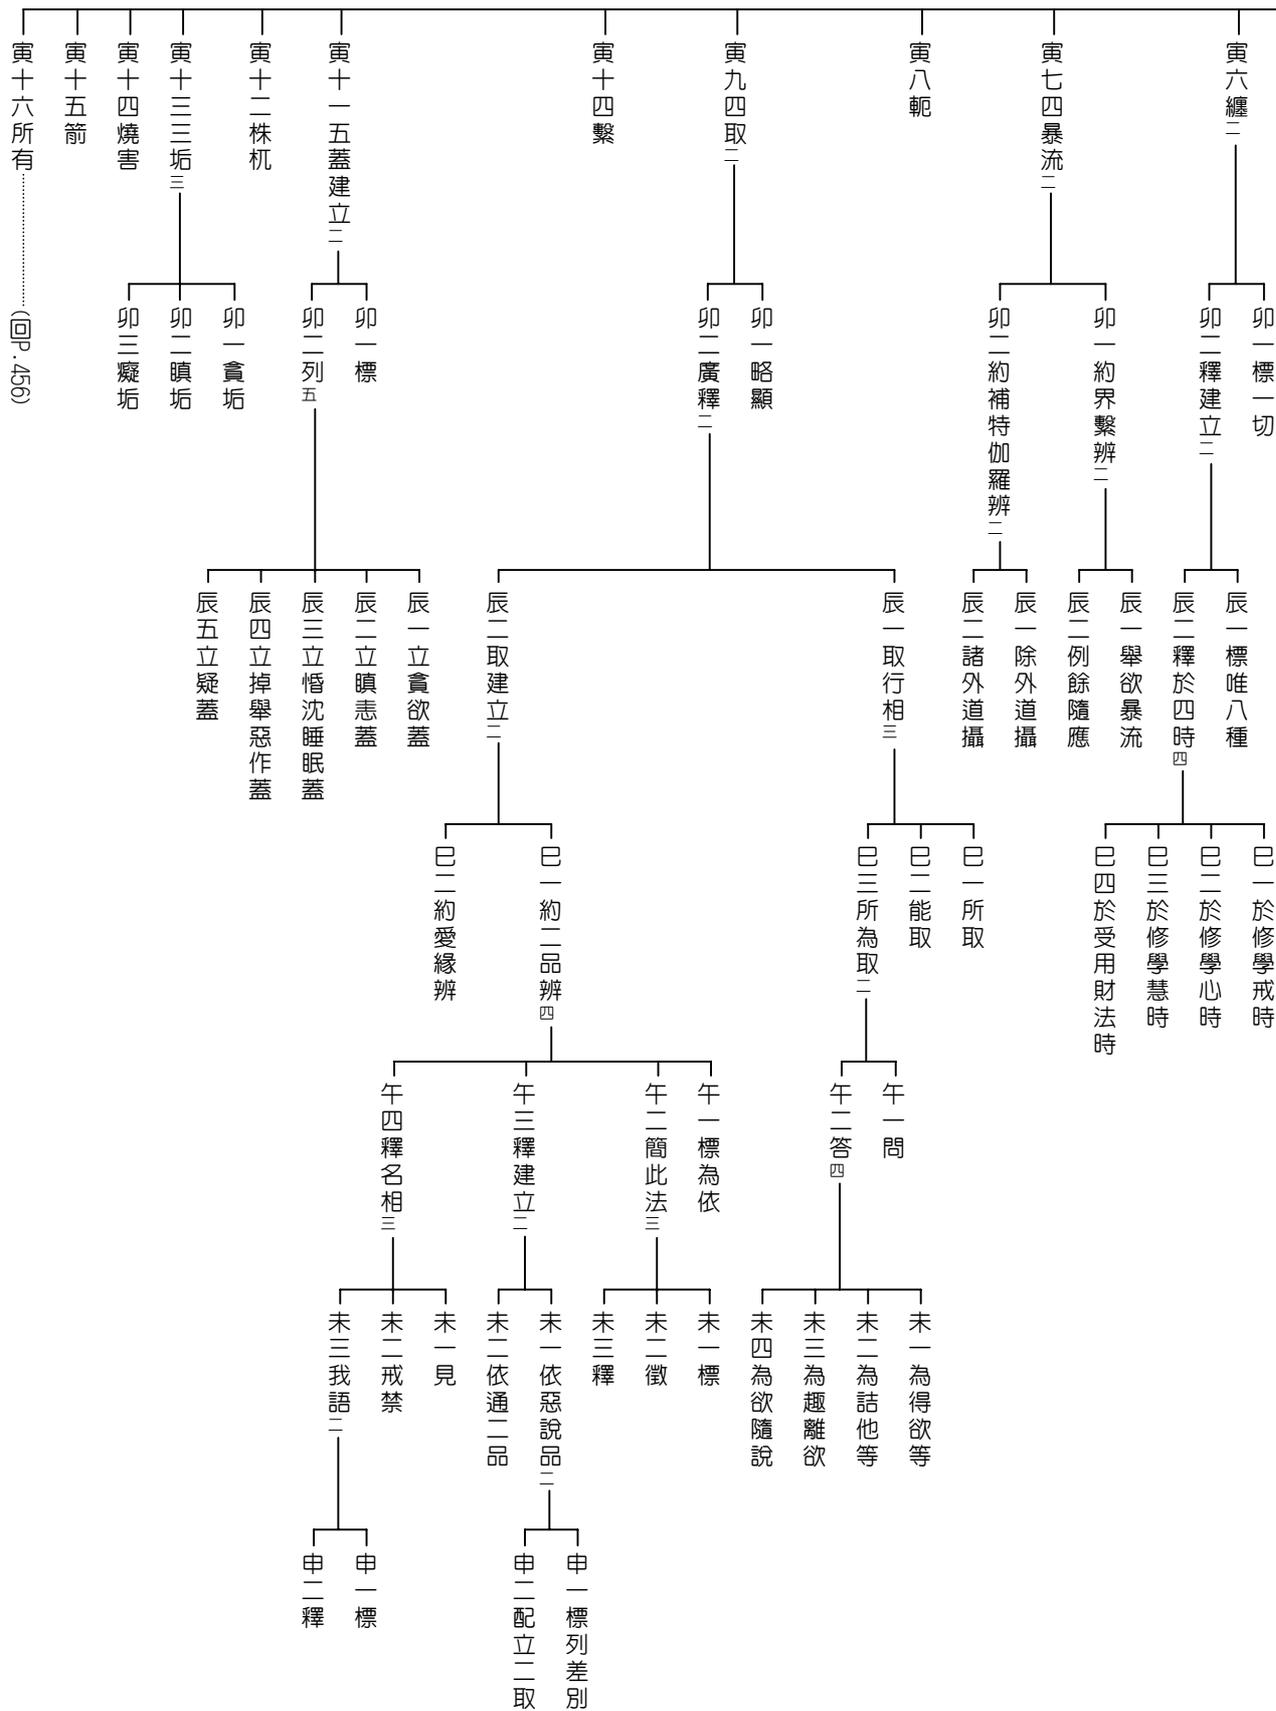 寅六纏二
卯一標一切
卯二釋建立二
辰一標唯八種
辰二釋於四時四
巳一於修學戒時
巳二於修學心時
巳三於修學慧時
巳四於受用財法時
寅七四暴流二
卯一約界繫辨二
辰一舉欲暴流
辰二例餘隨應
卯二約補特伽羅辨二
辰一除外道攝
辰二諸外道攝
寅八軛
寅九四取二
卯一略顯
卯二廣釋二
辰一取行相三
巳一所取
巳二能取
巳三所為取二
午一問
午二答四
未一為得欲等
未二為詰他等
未三為趣離欲
未四為欲隨說
辰二取建立二
巳一約二品辨四
午一標為依
午二簡此法三
未一標
未二徵
未三釋
午三釋建立二
未一依惡說品二
申一標列差別
申二配立二取
未二依通二品
午四釋名相三
未一見
未二戒禁
未三我語二
申一標
申二釋
巳二約愛緣辨
寅十四繫
寅十一五蓋建立二
卯一標
卯二列五
辰一立貪欲蓋
辰二立瞋恚蓋
辰三立惛沈睡眠蓋
辰四立掉舉惡作蓋
辰五立疑蓋
寅十二株杌
寅十三三垢三
卯一貪垢
卯二瞋垢
卯三癡垢
寅十四燒害
寅十五箭
寅十六所有………………(回P.456)